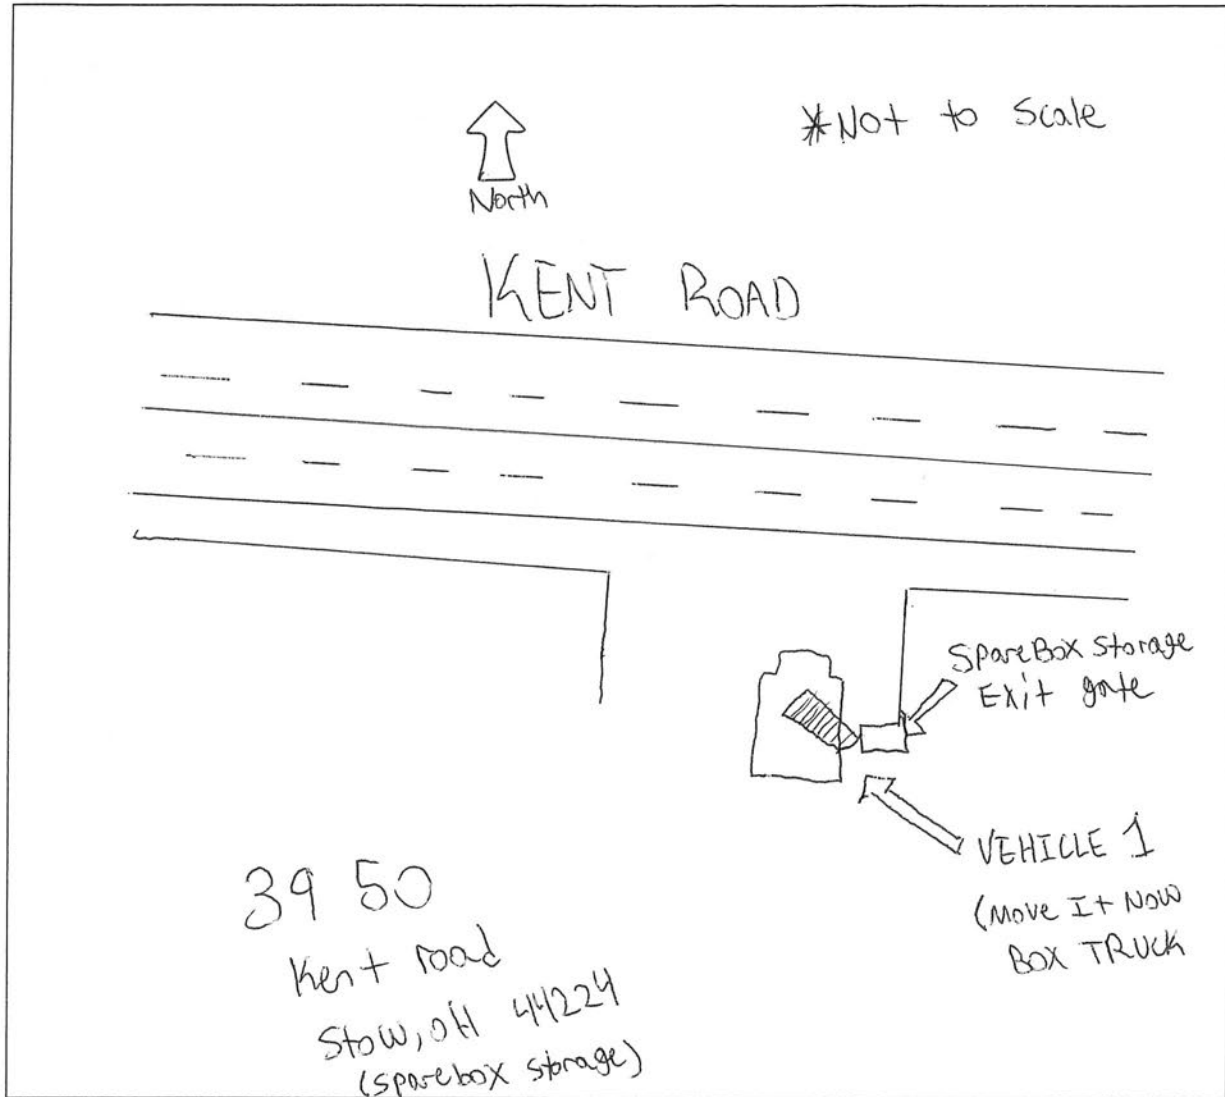 *Not to Scale
North
KENT ROAD
SpareBox Storage
Exit gate
VEHICLE 1
(Move It Now
BOX TRUCK
3950
Kent road
Stow, OH 44224
(sparebox storage)